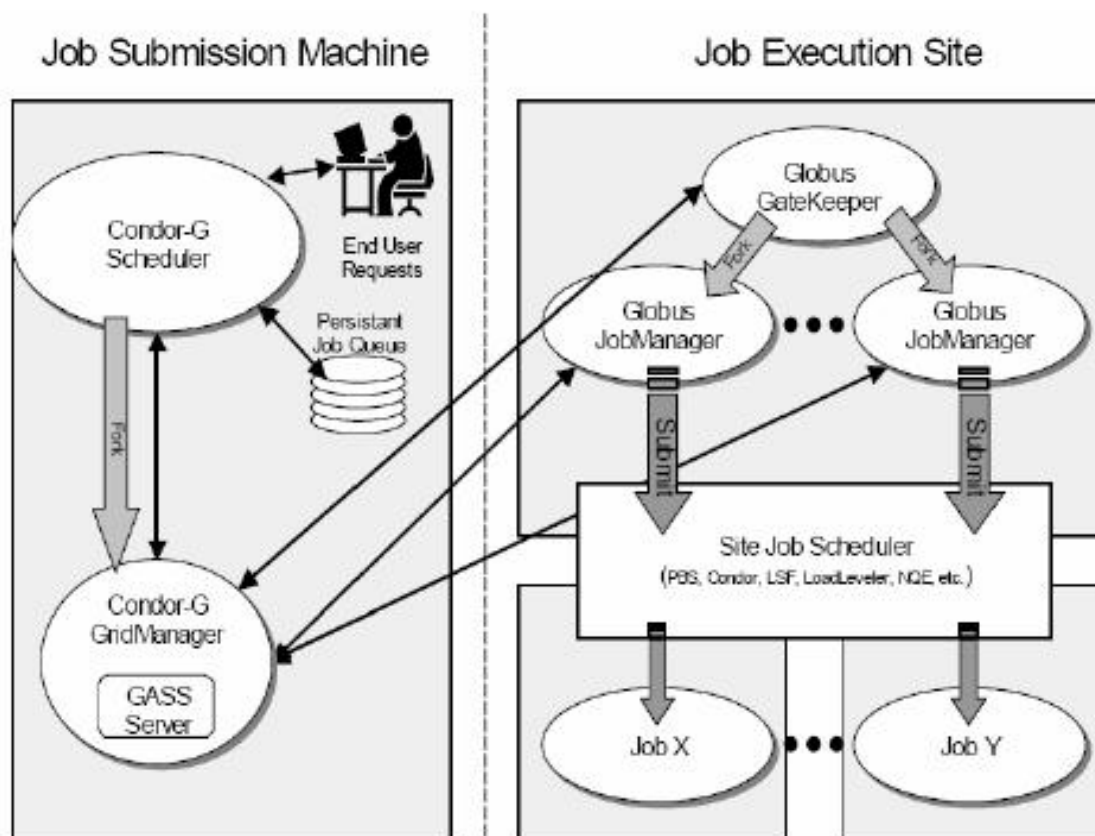 Job Submission Machine
Job Execution Site
Condor-G
Scheduler
End User
Requests
Persistant
Job Queue
Fork
Condor-G
GridManager
GASS
Server
Globus
GateKeeper
Fork
Fork
Globus
JobManager
Globus
JobManager
Submit
Submit
Site Job Scheduler
(PBS, Condor, LSF, LoadLeveler, NQE, etc.)
Job X
Job Y